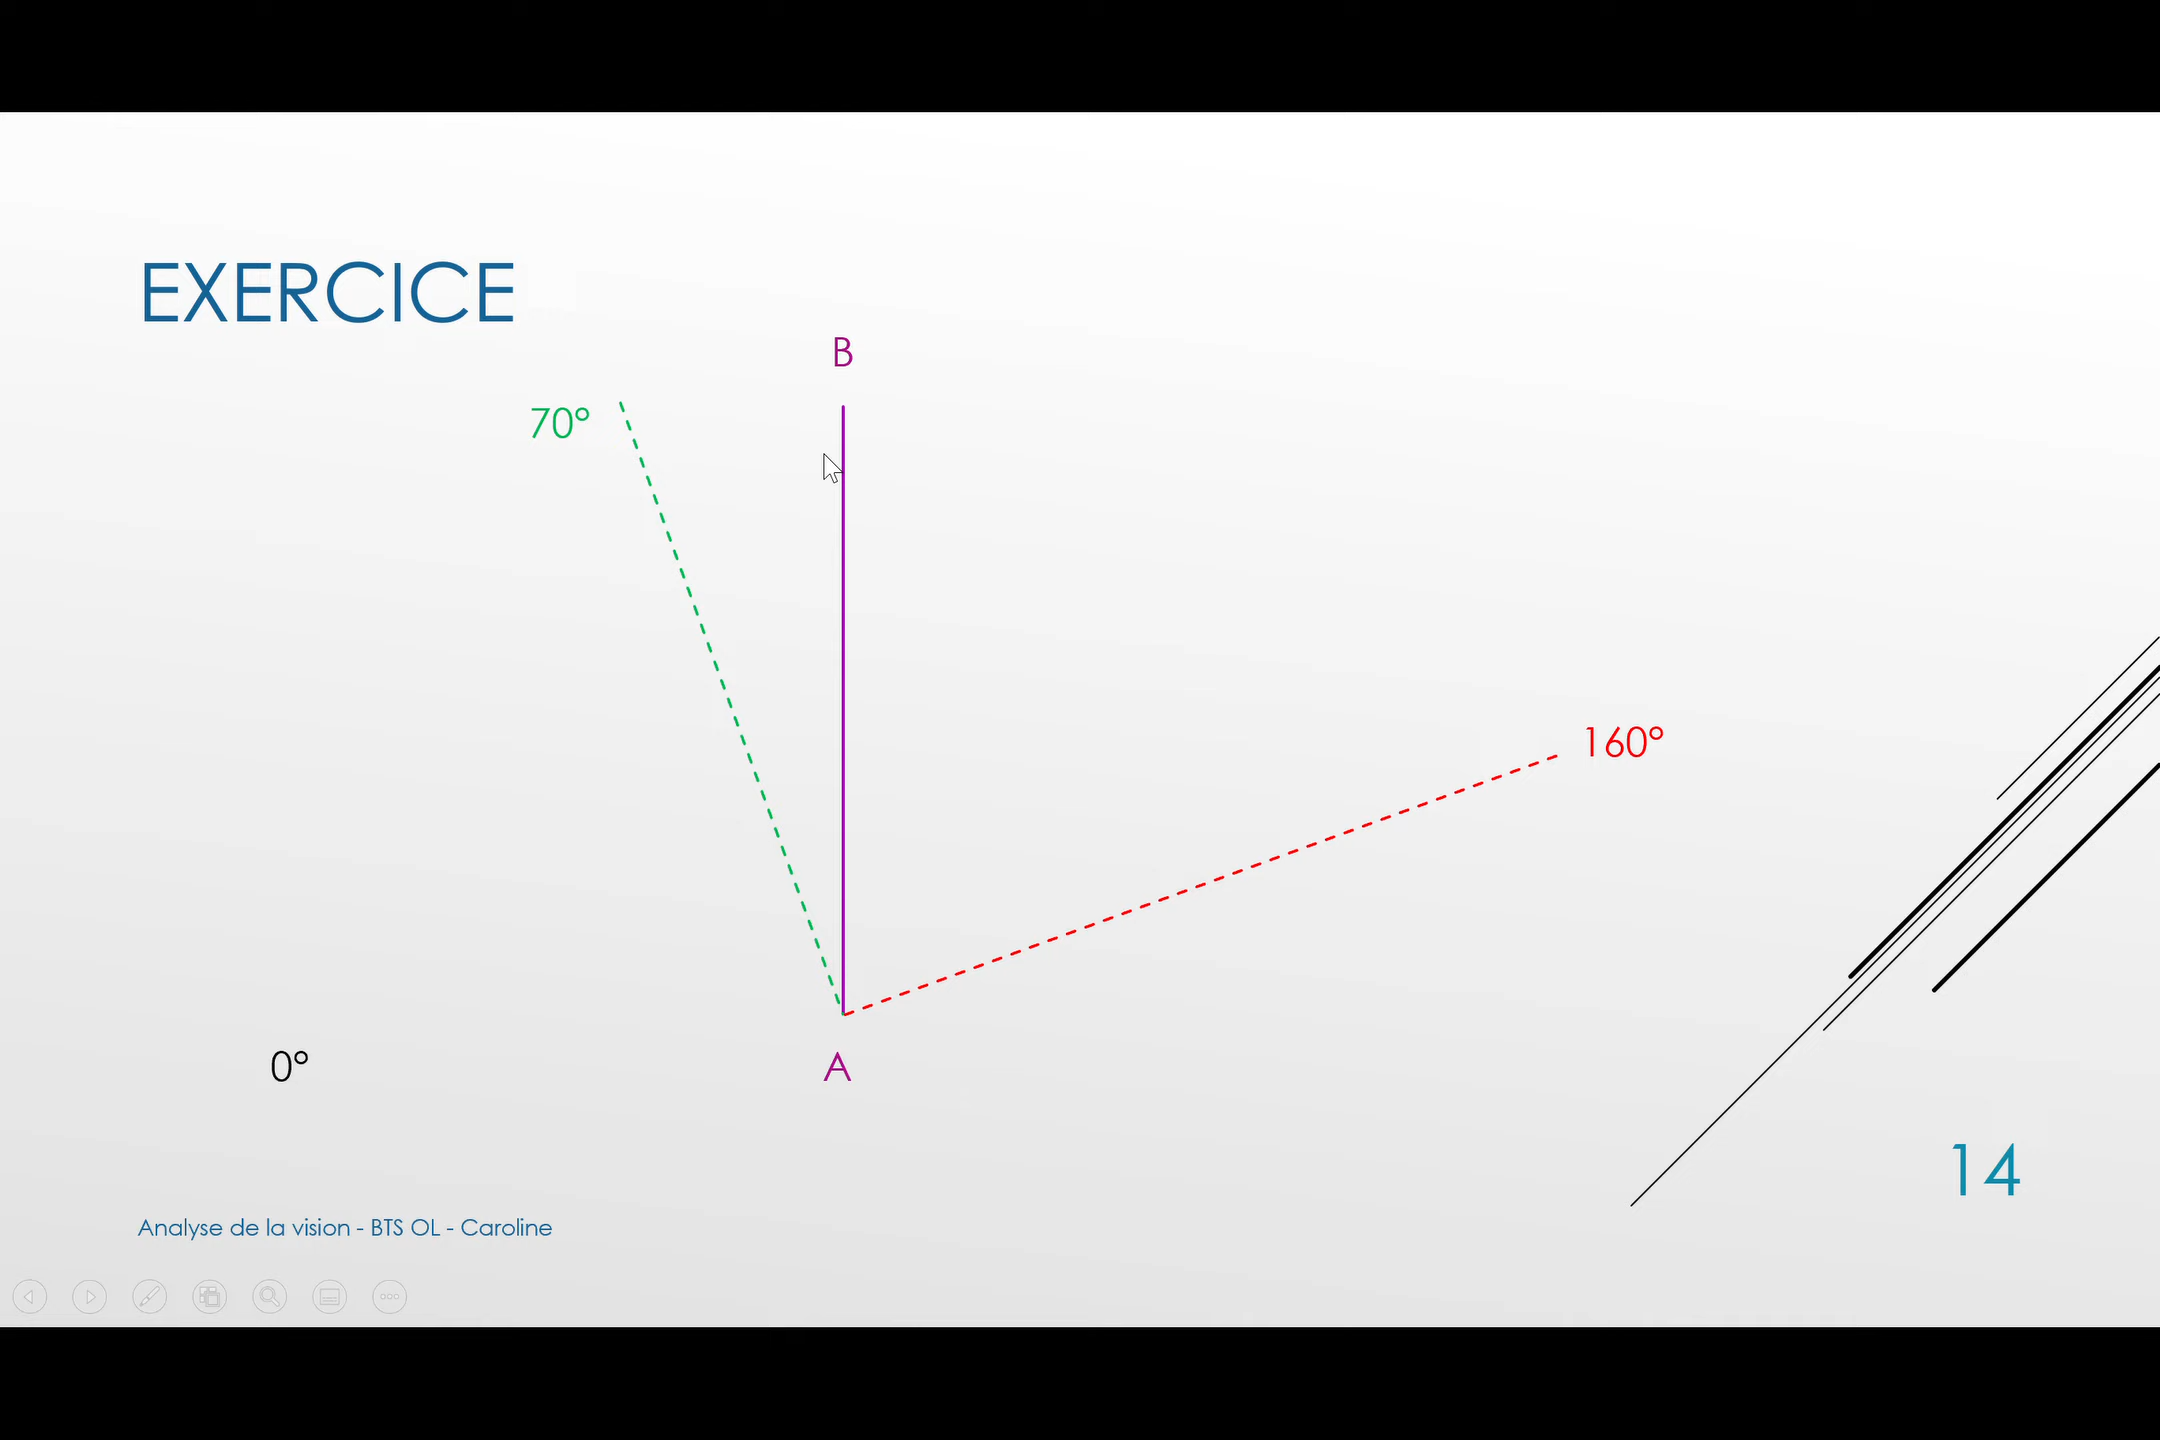 EXERCICE
B
70°
160°
0°
A
14
Analyse de la vision - BTS OL - Caroline